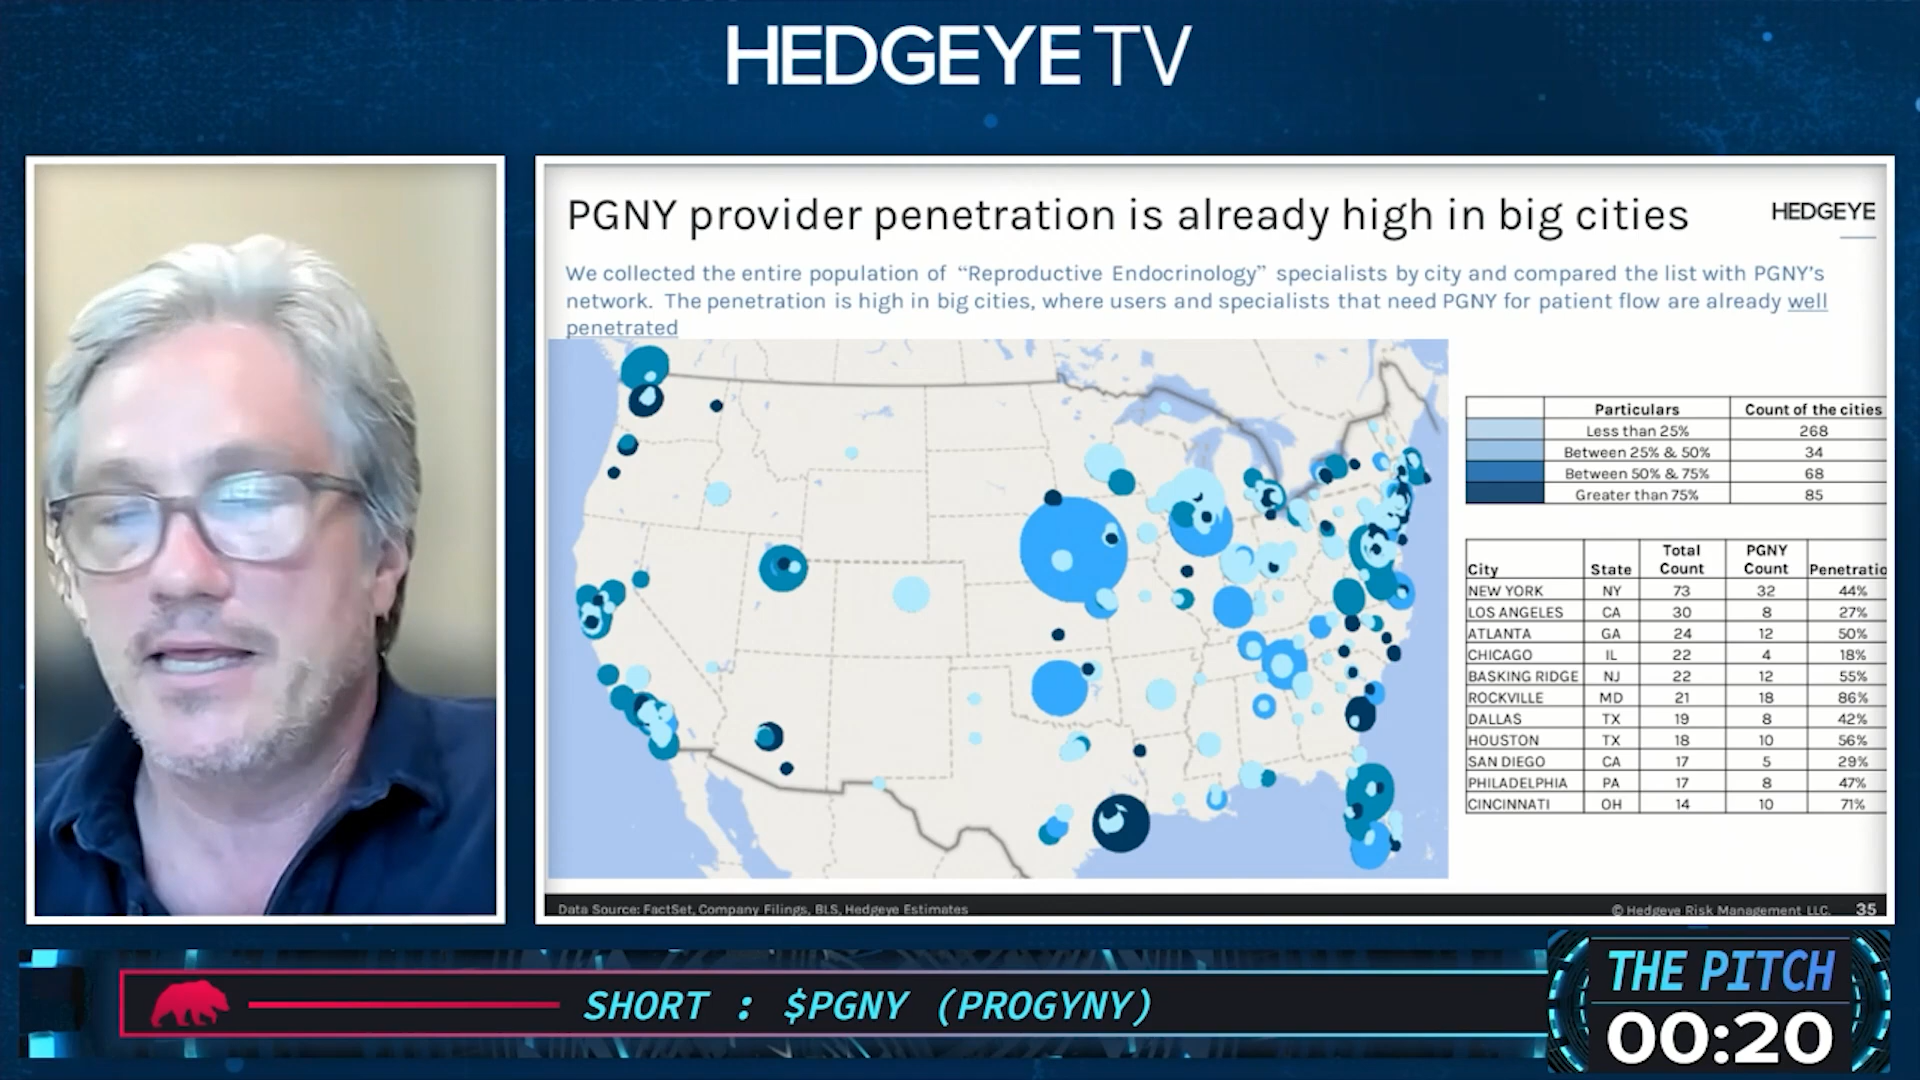 HEDGEYE TV
PGNY provider penetration is already high in big cities
HEDGEYE
We collected the entire population of “Reproductive Endocrinology” specialists by city and compared the list with PGNY’s
network. The penetration is high in big cities, where users and specialists that need PGNY for patient flow are already well
penetrated
Particulars Count of the cities
Less than 25% 268
Between 25% & 50% 34
Between 50% & 75% 68
Greater than 75% 85
City State Total Count PGNY Count Penetratio
NEW YORK NY 73 32 44%
LOS ANGELES CA 30 8 27%
ATLANTA GA 24 12 50%
CHICAGO IL 22 4 18%
BASKING RIDGE NJ 22 12 55%
ROCKVILLE MD 21 18 86%
DALLAS TX 19 8 42%
HOUSTON TX 18 10 56%
SAN DIEGO CA 17 5 29%
PHILADELPHIA PA 17 8 47%
CINCINNATI OH 14 10 71%
Data Source: FactSet, Company Filings, BLS, Hedgeye Estimates
© Hedgeye Risk Management LLC. 35
SHORT : $PGNY (PROGYNY)
THE PITCH
00:20